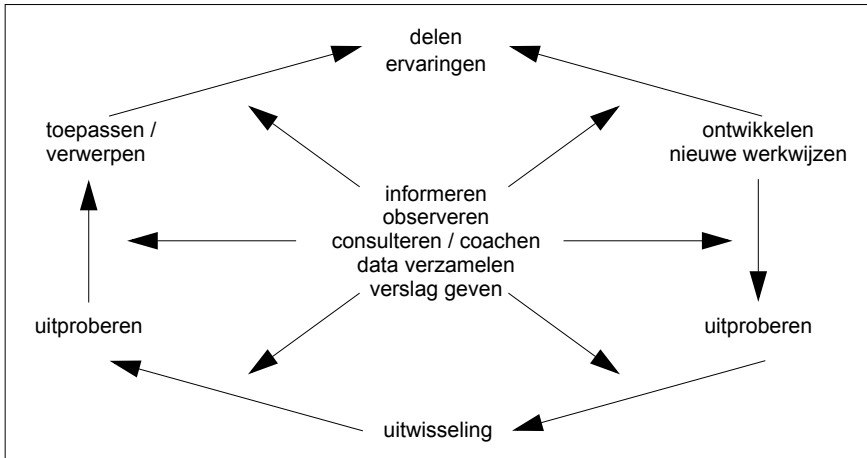 delen
ervaringen
toepassen /
verwerpen
ontwikkelen
nieuwe werkwijzen
informeren
observeren
consulteren / coachen
data verzamelen
verslag geven
uitproberen
uitproberen
uitwisseling